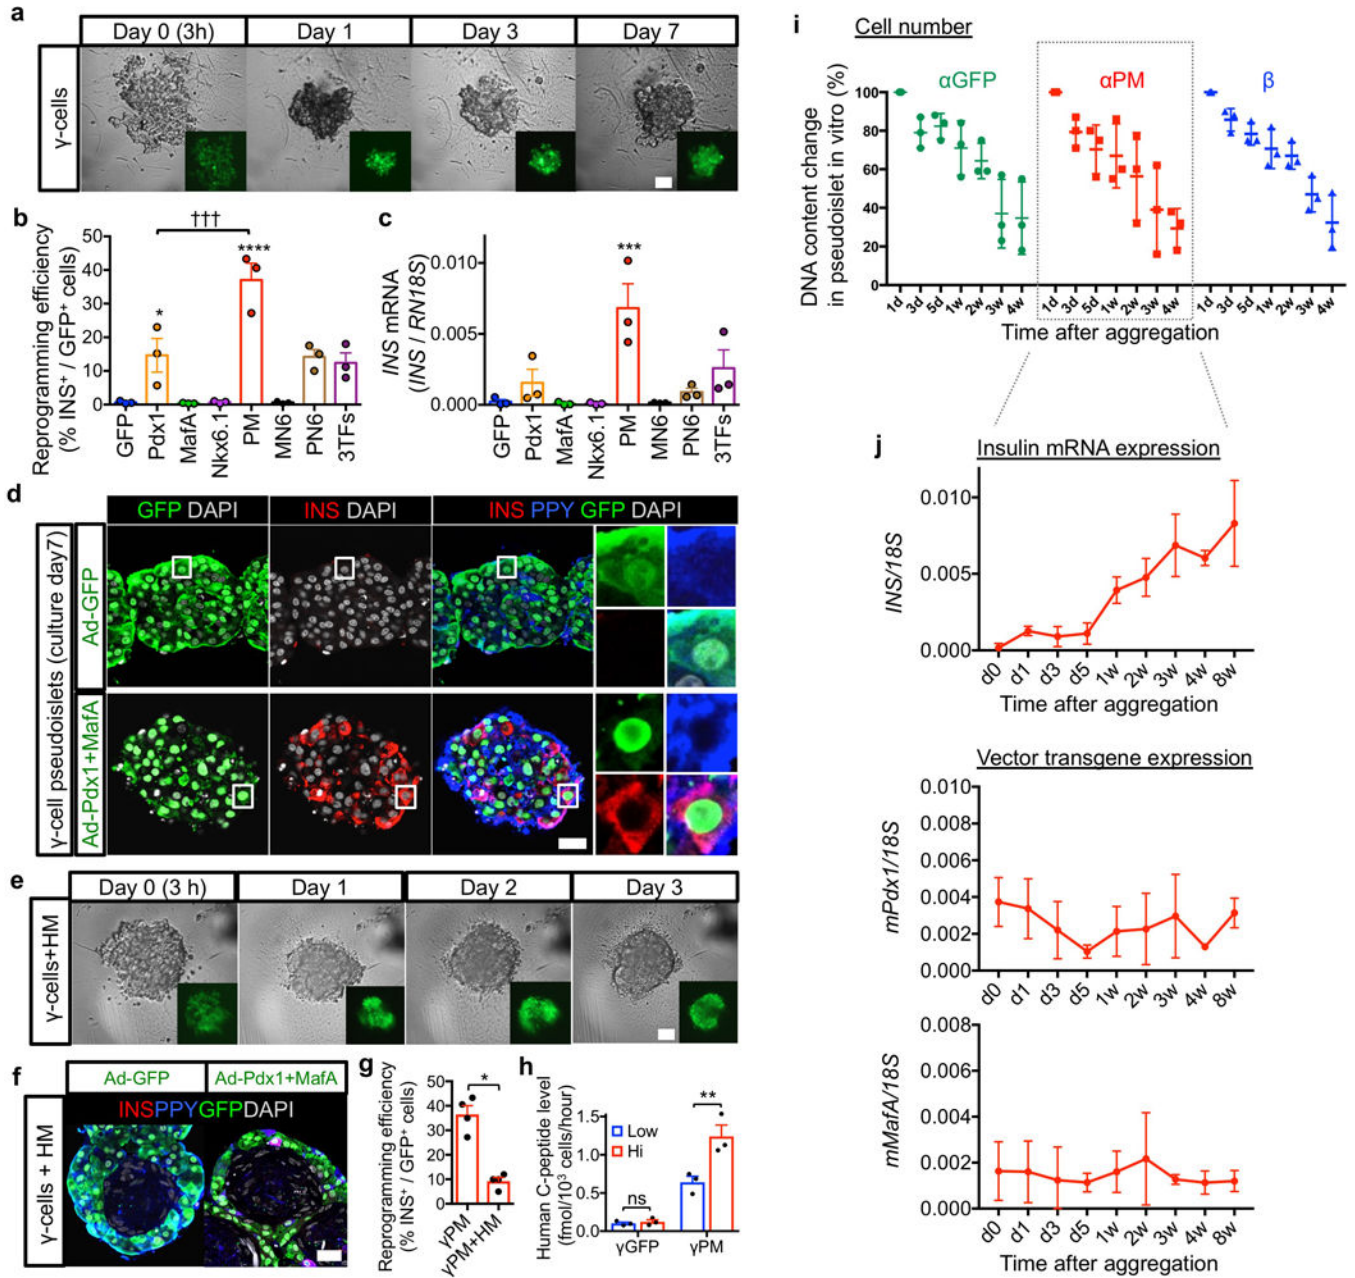 a
Day 0 (3h)
Day 1
Day 3
Day 7
γ-cells
b
Reprogramming efficiency
(% INS⁺ / GFP⁺ cells)
50
40
30
20
10
0
†††
*
****
GFP
Pdx1
MafA
Nkx6.1
PM
MN6
PN6
3TFs
c
INS mRNA
(INS / RN18S)
0.010
0.005
0.000
***
GFP
Pdx1
MafA
Nkx6.1
PM
MN6
PN6
3TFs
d
GFP DAPI
INS DAPI
INS PPY GFP DAPI
γ-cell pseudoislets (culture day7)
Ad-GFP
Ad-Pdx1+MafA
e
Day 0 (3 h)
Day 1
Day 2
Day 3
γ-cells+HM
f
Ad-GFP
Ad-Pdx1+MafA
INSPPYGFPDAPI
γ-cells + HM
g
Reprogramming efficiency
(% INS⁺ / GFP⁺ cells)
50
40
30
20
10
0
*
γPM
γPM+HM
h
Human C-peptide level
(fmol/10³ cells/hour)
1.5
1.0
0.5
0.0
Low
Hi
ns
**
γGFP
γPM
i
Cell number
DNA content change
in pseudoislet in vitro (%)
100
80
60
40
20
0
αGFP
αPM
β
1d
3d
5d
1w
2w
3w
4w
1d
3d
5d
1w
2w
3w
4w
1d
3d
5d
1w
2w
3w
4w
Time after aggregation
j
Insulin mRNA expression
INS/18S
0.010
0.005
0.000
d0
d1
d3
d5
1w
2w
3w
4w
8w
Time after aggregation
Vector transgene expression
mPdx1/18S
0.010
0.008
0.006
0.004
0.002
0.000
d0
d1
d3
d5
1w
2w
3w
4w
8w
mMafA/18S
0.008
0.006
0.004
0.002
0.000
d0
d1
d3
d5
1w
2w
3w
4w
8w
Time after aggregation